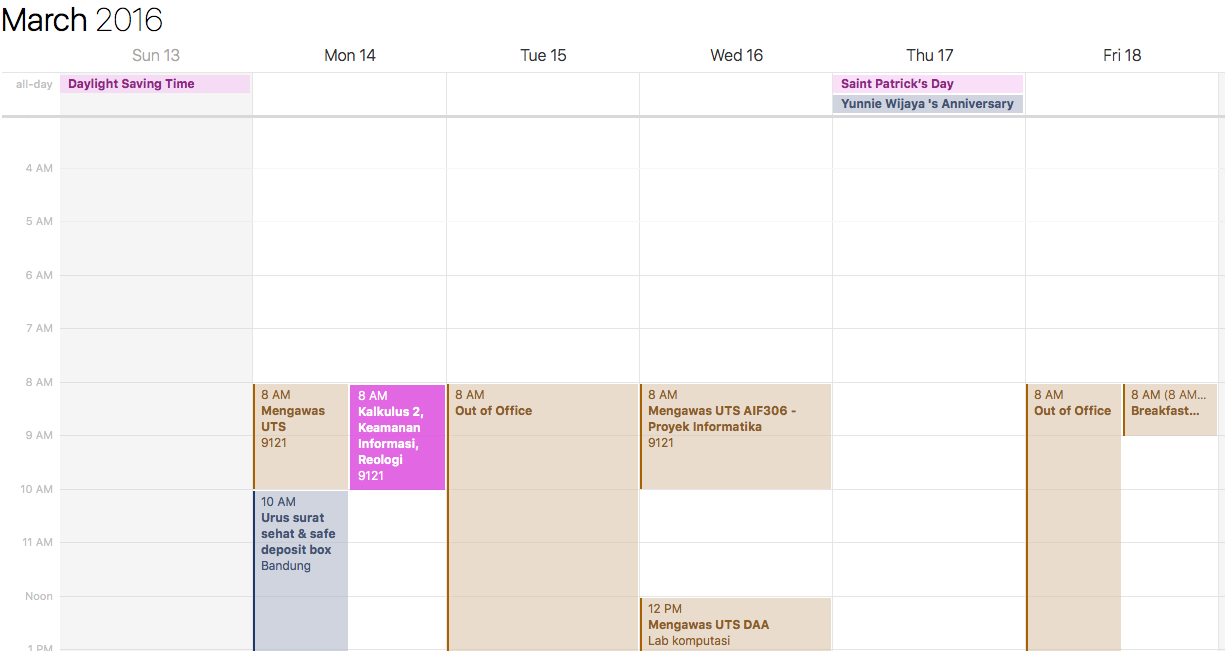 March 2016
Sun 13
Mon 14
Tue 15
Wed 16
Thu 17
Fri 18
all-day
Daylight Saving Time
Saint Patrick's Day
Yunnie Wijaya 's Anniversary
4 AM
5 AM
6 AM
7 AM
8 AM
9 AM
10 AM
11 AM
Noon
1 PM
8 AM
Mengawas
UTS
9121
8 AM
Kalkulus 2,
Keamanan
Informasi,
Reologi
9121
10 AM
Urus surat
sehat & safe
deposit box
Bandung
8 AM
Out of Office
8 AM
Mengawas UTS AIF306 -
Proyek Informatika
9121
12 PM
Mengawas UTS DAA
Lab komputasi
8 AM
Out of Office
8 AM (8 AM...
Breakfast...